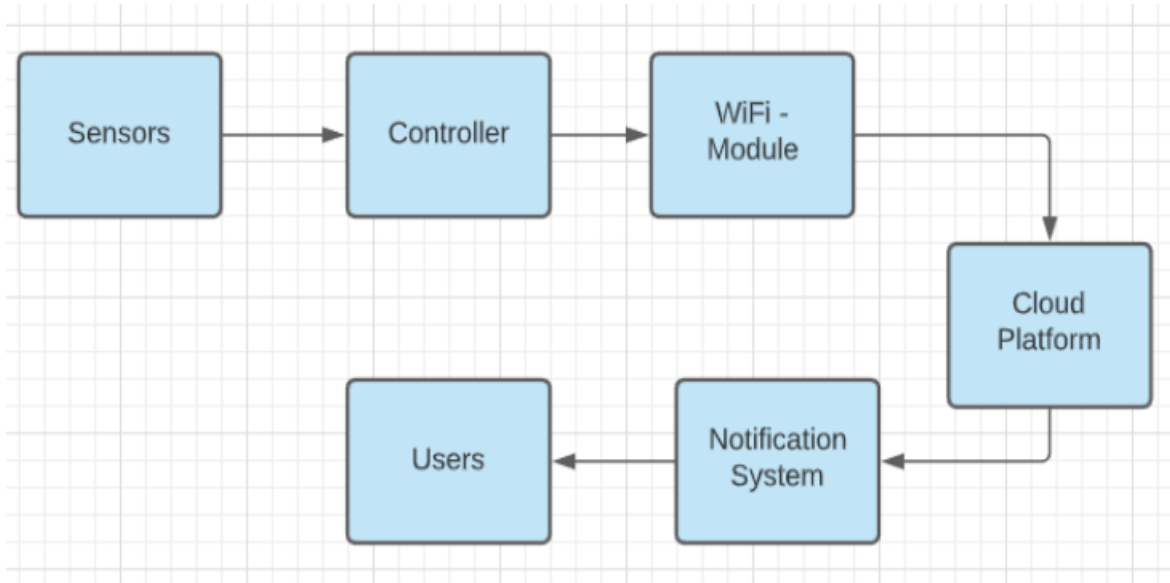 Sensors
Controller
WiFi -
Module
Cloud
Platform
Notification
System
Users